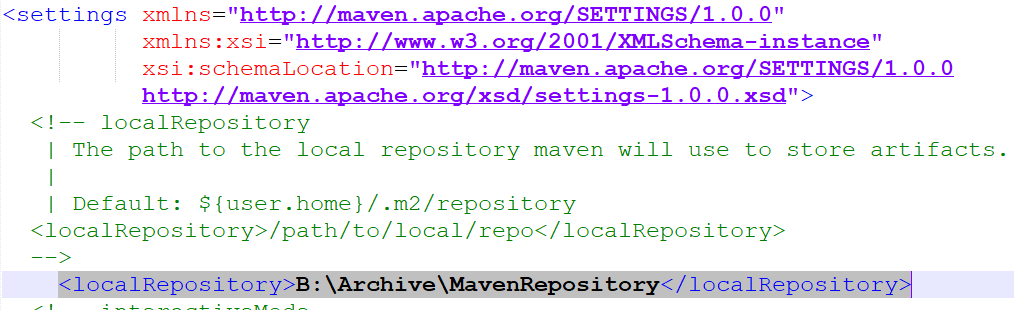 <settings xmlns="http://maven.apache.org/SETTINGS/1.0.0"
xmlns:xsi="http://www.w3.org/2001/XMLSchema-instance"
xsi:schemaLocation="http://maven.apache.org/SETTINGS/1.0.0
http://maven.apache.org/xsd/settings-1.0.0.xsd">
<!-- localRepository
| The path to the local repository maven will use to store artifacts.
|
| Default: ${user.home}/.m2/repository
<localRepository>/path/to/local/repo</localRepository>
-->
<localRepository>B:\Archive\MavenRepository</localRepository>
<!-- interactiveMode